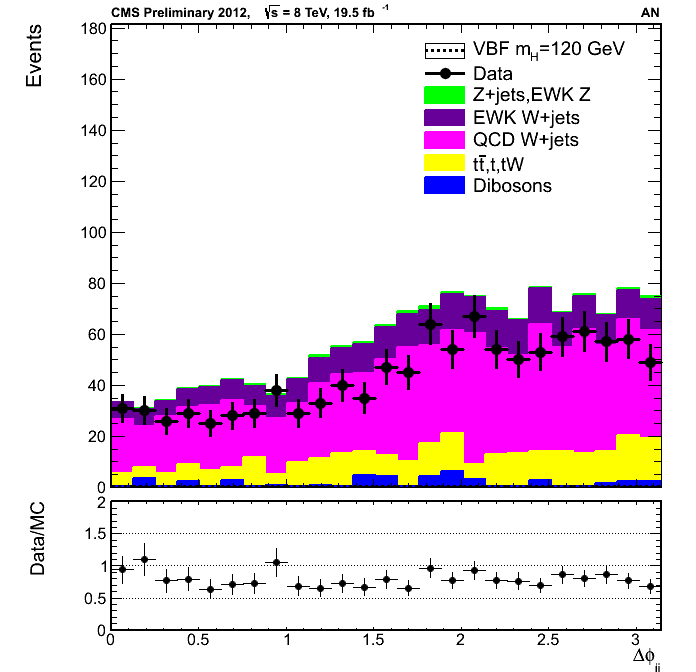 CMS Preliminary 2012, √s = 8 TeV, 19.5 fb⁻¹ AN
Events
180
160
140
120
100
80
60
40
20
0
VBF m_H=120 GeV
Data
Z+jets,EWK Z
EWK W+jets
QCD W+jets
tt̄,t,tW
Dibosons
Data/MC
2
1.5
1
0.5
0
0 0.5 1 1.5 2 2.5 3
Δϕ_jj